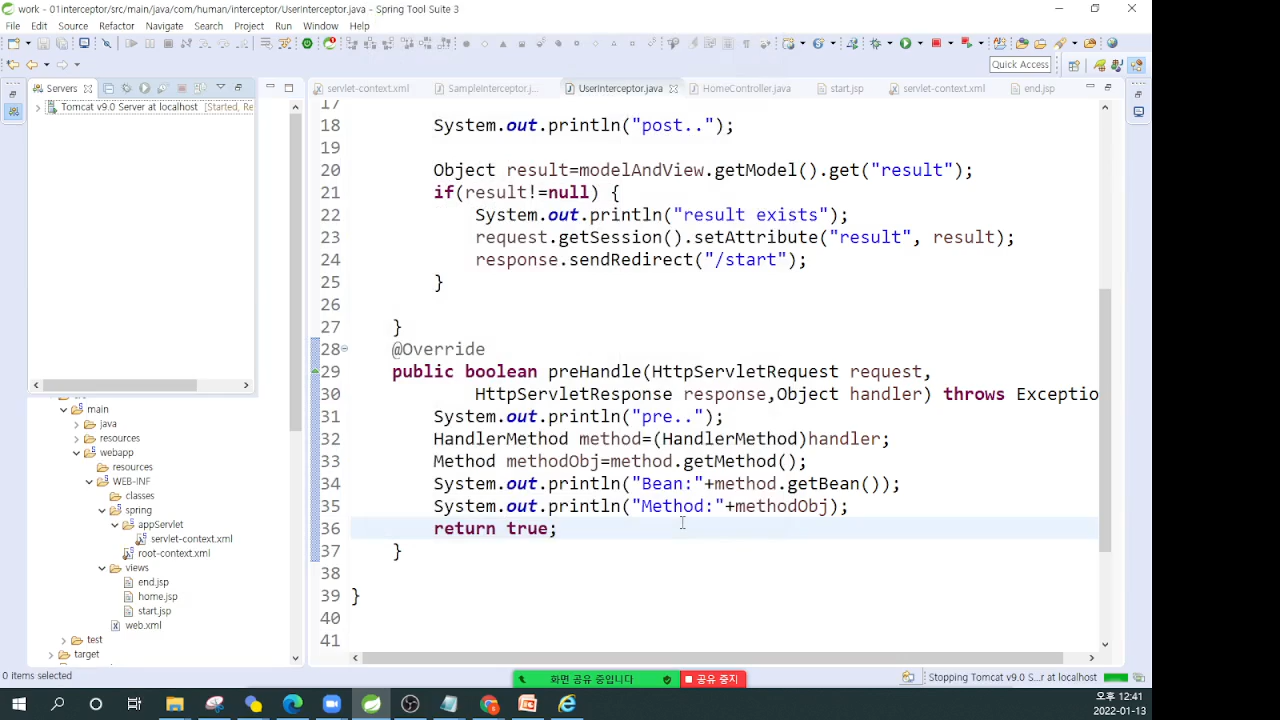 work - 01interceptor/src/main/java/com/human/interceptor/UserInterceptor.java - Spring Tool Suite 3
File Edit Source Refactor Navigate Search Project Run Window Help
Quick Access
Servers
servlet-context.xml SampleInterceptor.j... UserInterceptor.java HomeController.java start.jsp servlet-context.xml end.jsp
Tomcat v9.0 Server at localhost [Started, Re
17
18 System.out.println("post..");
19
20 Object result=modelAndView.getModel().get("result");
21 if(result!=null) {
22 System.out.println("result exists");
23 request.getSession().setAttribute("result", result);
24 response.sendRedirect("/start");
25 }
26
27 }
28 @Override
29 public boolean preHandle(HttpServletRequest request,
30 HttpServletResponse response,Object handler) throws Exceptio
31 System.out.println("pre..");
32 HandlerMethod method=(HandlerMethod)handler;
33 Method methodObj=method.getMethod();
34 System.out.println("Bean:"+method.getBean());
35 System.out.println("Method:"+methodObj);
36 return true;
37 }
38
39 }
40
41
main
java
resources
webapp
resources
WEB-INF
classes
spring
appServlet
servlet-context.xml
root-context.xml
views
end.jsp
home.jsp
start.jsp
web.xml
test
target
0 items selected
화면 공유 중입니다
공유 중지
Stopping Tomcat v9.0 S...r at localhost
오후 12:41
2022-01-13